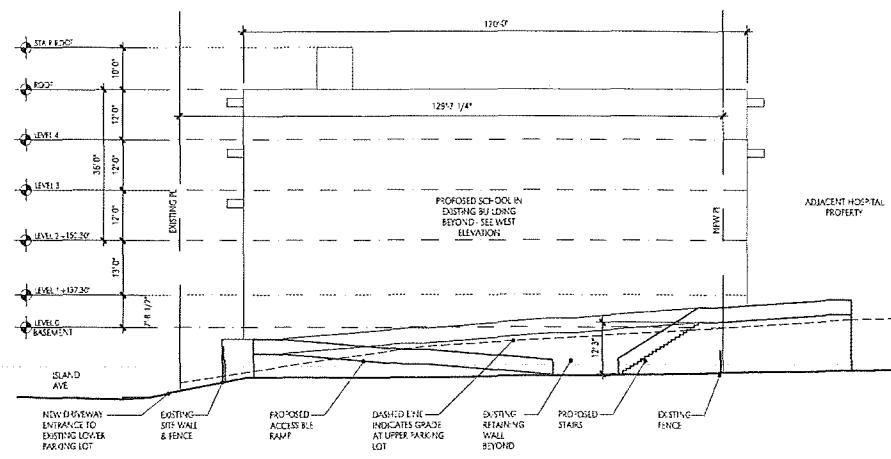 120'-0"
STAIR ROOF
10'0"
ROOF
129'-7 1/4"
12'0"
LEVEL 4
36'0"
12'0"
LEVEL 3
12'0"
EXISTING PL
PROPOSED SCHOOL IN
EXISTING BUILDING
BEYOND - SEE WEST
ELEVATION
NEW PL
ADJACENT HOSPITAL
PROPERTY
LEVEL 2
13'0"
LEVEL 1 +137.30'
7'-8 1/2"
LEVEL 0
BASEMENT
12'-3"
ISLAND
AVE
NEW DRIVEWAY
ENTRANCE TO
EXISTING LOWER
PARKING LOT
EXISTING
SITE WALL
& FENCE
PROPOSED
ACCESSIBLE
RAMP
DASHED LINE
INDICATES GRADE
AT UPPER PARKING
LOT
EXISTING
RETAINING
WALL
BEYOND
PROPOSED
STAIRS
EXISTING
FENCE